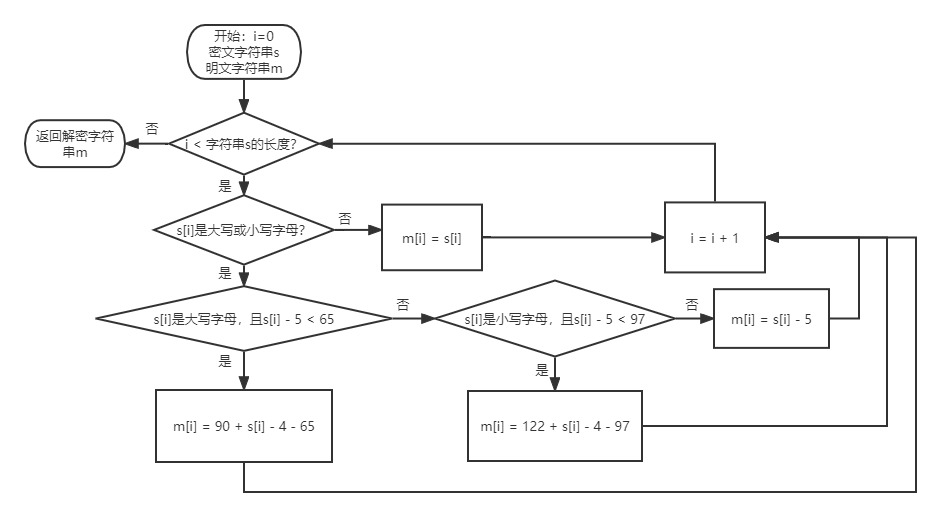 开始：i=0
密文字符串s
明文字符串m
否
返回解密字符
串m
i < 字符串s的长度?
是
否
s[i]是大写或小写字母?
m[i] = s[i]
i = i + 1
是
否
否
s[i]是大写字母，且s[i] - 5 < 65
s[i]是小写字母，且s[i] - 5 < 97
m[i] = s[i] - 5
是
是
m[i] = 90 + s[i] - 4 - 65
m[i] = 122 + s[i] - 4 - 97